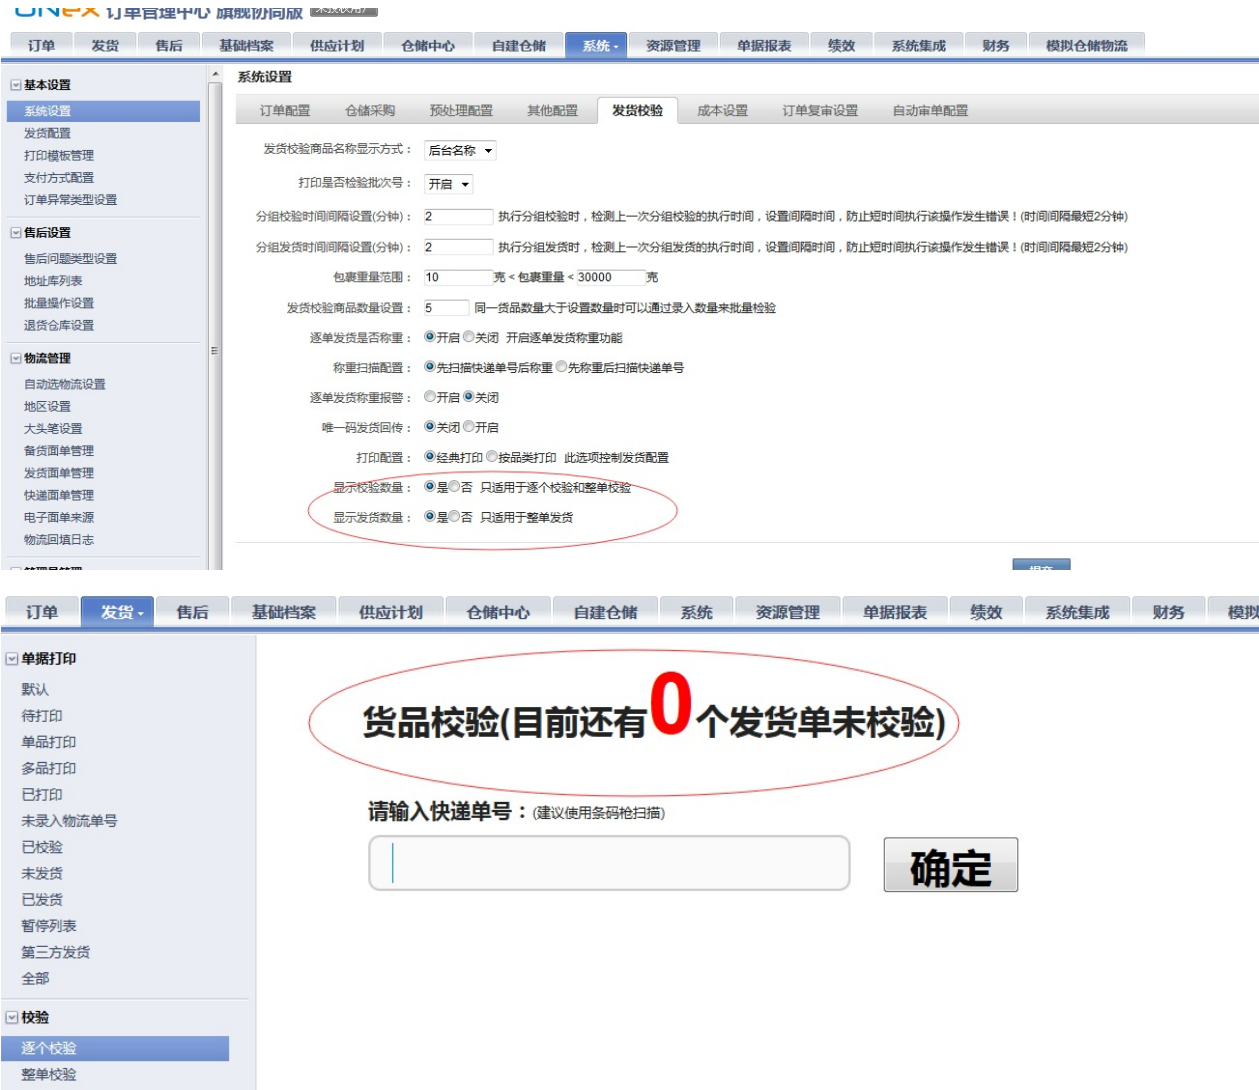 ONex 订单管理中心 旗舰协同版
订单 发货 售后 基础档案 供应计划 仓储中心 自建仓储 系统 资源管理 单据报表 绩效 系统集成 财务 模拟仓储物流
基本设置
系统设置
发货配置
打印模板管理
支付方式配置
订单异常类型设置
售后设置
售后问题类型设置
地址库列表
批量操作设置
退货仓库设置
物流管理
自动选物流设置
地区设置
大头笔设置
备货面单管理
发货面单管理
快递面单管理
电子面单来源
物流回填日志
系统设置
订单配置 仓储采购 预处理配置 其他配置 发货校验 成本设置 订单复审设置 自动审单配置
发货校验商品名称显示方式： 后台名称
打印是否检验批次号： 开启
分组校验时间间隔设置(分钟)： 2 执行分组校验时，检测上一次分组校验的执行时间，设置间隔时间，防止短时间执行该操作发生错误！(时间间隔最短2分钟)
分组发货时间间隔设置(分钟)： 2 执行分组发货时，检测上一次分组发货的执行时间，设置间隔时间，防止短时间执行该操作发生错误！(时间间隔最短2分钟)
包裹重量范围： 10 克 < 包裹重量 < 30000 克
发货校验商品数量设置： 5 同一货品数量大于设置数量时可以通过录入数量来批量检验
逐单发货是否称重： 开启 关闭 开启逐单发货称重功能
称重扫描配置： 先扫描快递单号后称重 先称重后扫描快递单号
逐单发货称重报警： 开启 关闭
唯一码发货回传： 关闭 开启
打印配置： 经典打印 按品类打印 此选项控制发货配置
显示校验数量： 是 否 只适用于逐个校验和整单校验
显示发货数量： 是 否 只适用于整单发货
订单 发货 售后 基础档案 供应计划 仓储中心 自建仓储 系统 资源管理 单据报表 绩效 系统集成 财务 模拟
单据打印
默认
待打印
单品打印
多品打印
已打印
未录入物流单号
已校验
未发货
已发货
暂停列表
第三方发货
全部
校验
逐个校验
整单校验
货品校验(目前还有0个发货单未校验)
请输入快递单号：(建议使用条码枪扫描)
确定